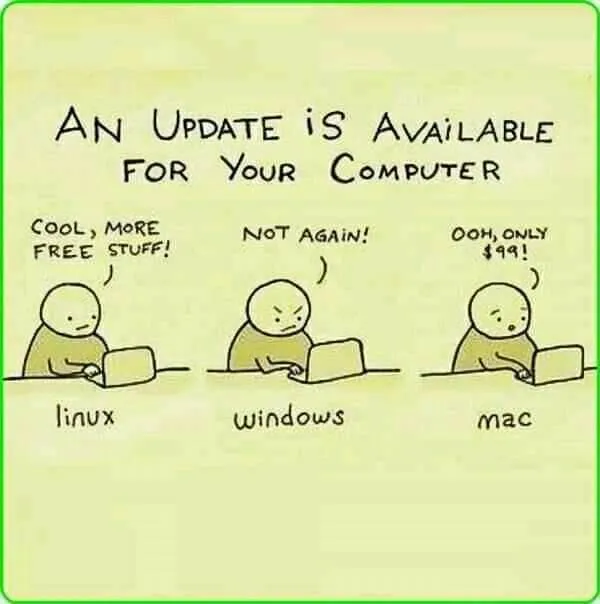 AN UPDATE iS AVAiLABLE
FOR YOUR COMPUTER
COOL, MORE
FREE STUFF!
NOT AGAiN!
OOH, ONLY
$99!
linux
windows
mac